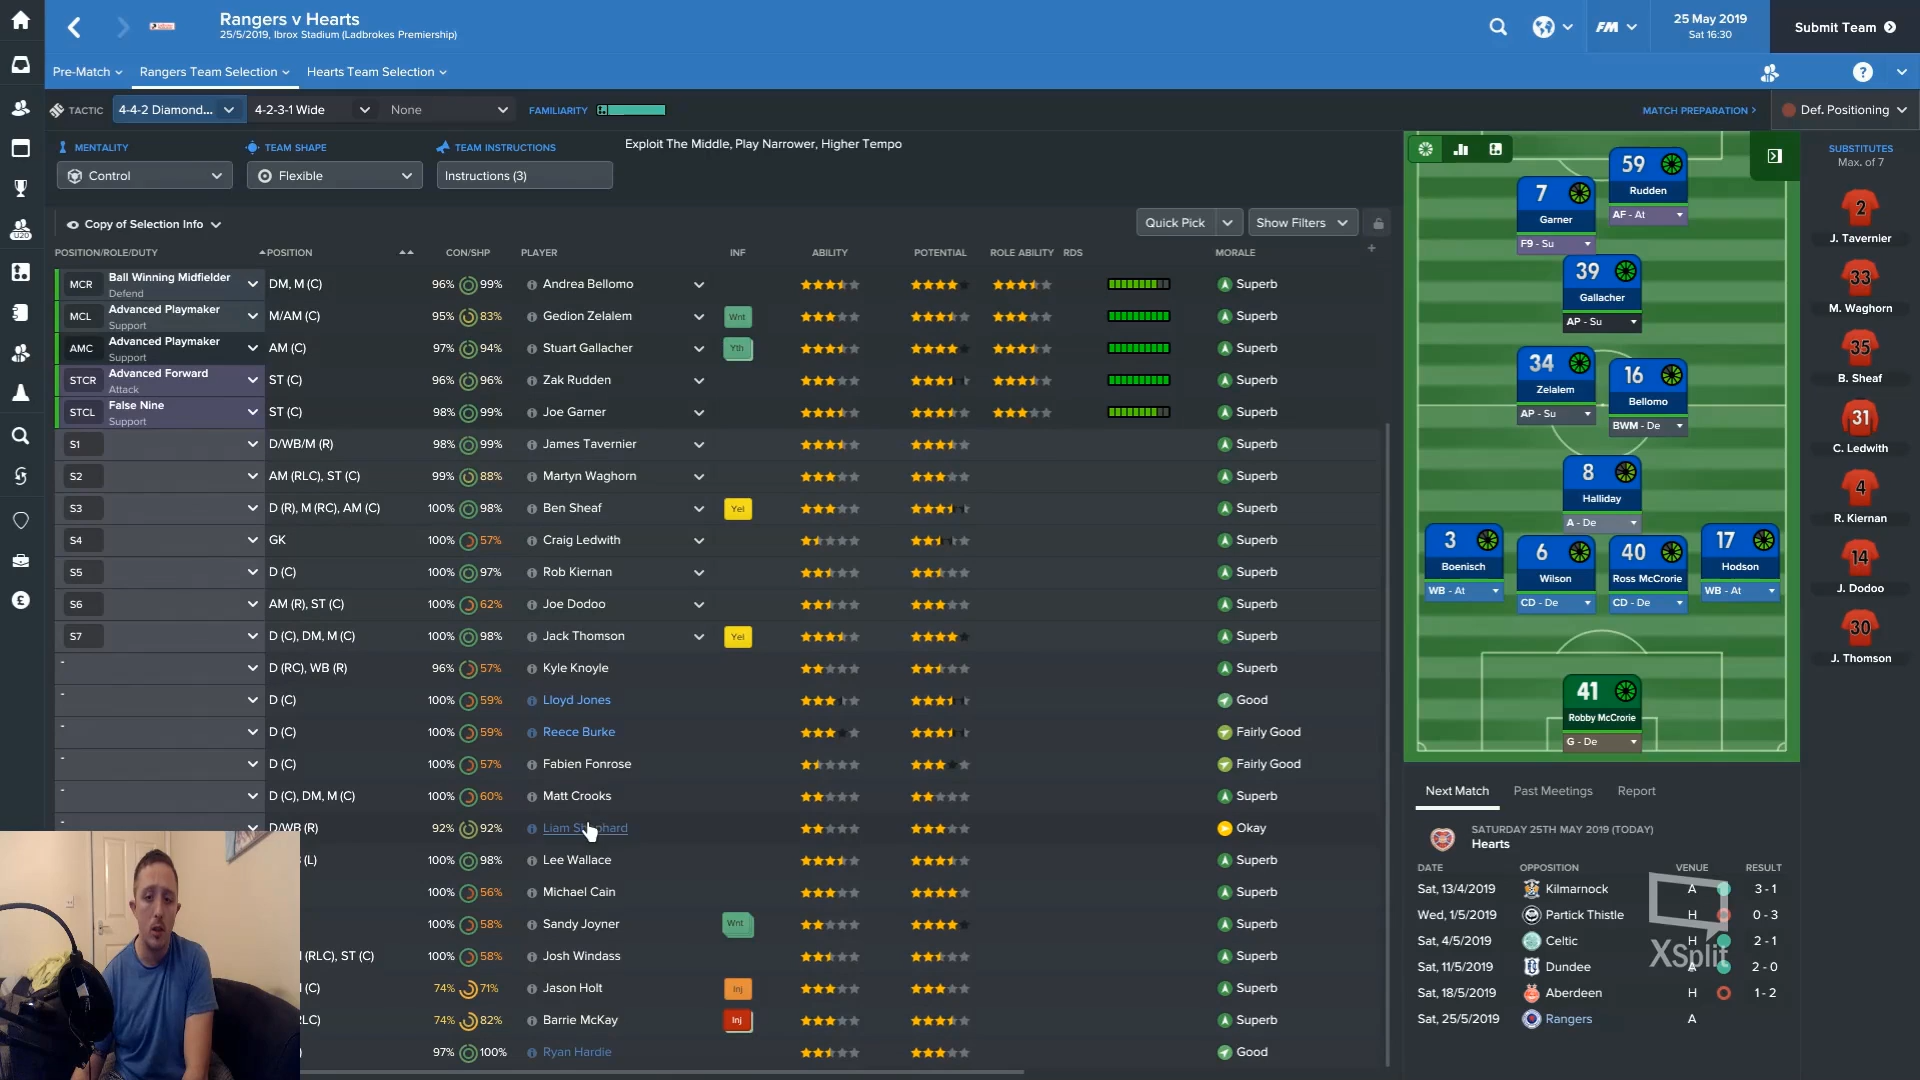 Rangers v Hearts
25/5/2019, Ibrox Stadium (Ladbrokes Premiership)
FM
25 May 2019
Sat 16:30
Submit Team
Pre-Match
Rangers Team Selection
Hearts Team Selection
?
TACTIC
4-4-2 Diamond...
4-2-3-1 Wide
None
FAMILIARITY
MATCH PREPARATION >
Def. Positioning
MENTALITY
TEAM SHAPE
TEAM INSTRUCTIONS
Exploit The Middle, Play Narrower, Higher Tempo
Control
Flexible
Instructions (3)
Copy of Selection Info
Quick Pick
Show Filters
POSITION/ROLE/DUTY POSITION CON/SHP PLAYER INF ABILITY POTENTIAL ROLE ABILITY RDS MORALE
MCR Ball Winning Midfielder Defend DM, M (C) 96% 99% Andrea Bellomo Superb
MCL Advanced Playmaker Support M/AM (C) 95% 83% Gedion Zelalem Wnt Superb
AMC Advanced Playmaker Support AM (C) 97% 94% Stuart Gallacher Yth Superb
STCR Advanced Forward Attack ST (C) 96% 96% Zak Rudden Superb
STCL False Nine Support ST (C) 98% 99% Joe Garner Superb
S1 D/WB/M (R) 98% 99% James Tavernier Superb
S2 AM (RLC), ST (C) 99% 88% Martyn Waghorn Superb
S3 D (R), M (RC), AM (C) 100% 98% Ben Sheaf Yel Superb
S4 GK 100% 57% Craig Ledwith Superb
S5 D (C) 100% 97% Rob Kiernan Superb
S6 AM (R), ST (C) 100% 62% Joe Dodoo Superb
S7 D (C), DM, M (C) 100% 98% Jack Thomson Yel Superb
- D (RC), WB (R) 96% 57% Kyle Knoyle Superb
- D (C) 100% 59% Lloyd Jones Good
- D (C) 100% 59% Reece Burke Fairly Good
- D (C) 100% 57% Fabien Fonrose Fairly Good
- D (C), DM, M (C) 100% 60% Matt Crooks Superb
- D/WB (R) 92% 92% Liam Okay
(L) 100% 98% Lee Wallace Superb
100% 56% Michael Cain Superb
100% 58% Sandy Joyner Wnt Superb
(RLC), ST (C) 100% 58% Josh Windass Superb
(C) 74% 71% Jason Holt Inj Superb
RLC) 74% 82% Barrie McKay Inj Superb
97% 100% Ryan Hardie Good
59
Rudden
AF - At
7
Garner
F9 - Su
39
Gallacher
AP - Su
34
Zelalem
AP - Su
16
Bellomo
BWM - De
8
Halliday
A - De
3
Boenisch
WB - At
6
Wilson
CD - De
40
Ross McCrorie
CD - De
17
Hodson
WB - At
41
Robby McCrorie
G - De
SUBSTITUTES
Max. of 7
2
J. Tavernier
33
M. Waghorn
35
B. Sheaf
31
C. Ledwith
4
R. Kiernan
14
J. Dodoo
30
J. Thomson
Next Match
Past Meetings
Report
SATURDAY 25TH MAY 2019 (TODAY)
Hearts
DATE OPPOSITION VENUE RESULT
Sat, 13/4/2019 Kilmarnock A 3 - 1
Wed, 1/5/2019 Partick Thistle H 0 - 3
Sat, 4/5/2019 Celtic H 2 - 1
Sat, 11/5/2019 Dundee A 2 - 0
Sat, 18/5/2019 Aberdeen H 1 - 2
Sat, 25/5/2019 Rangers A
XSplit